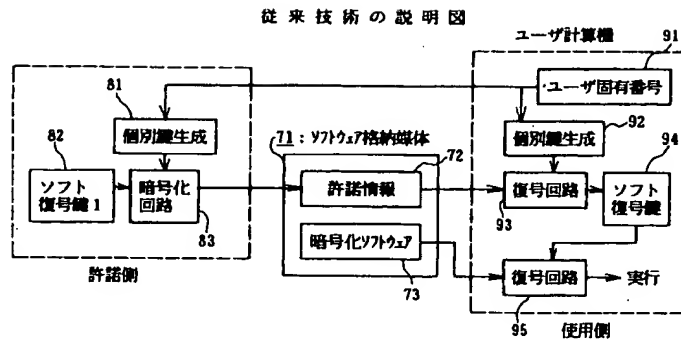 従来技術の説明図
ユーザ計算機
91
・ユーザ固有番号
81
個別鍵生成
92
個別鍵生成
82
ソフト
復号鍵1
暗号化
回路
83
許諾側
71：ソフトウェア格納媒体
72
許諾情報
暗号化ソフトウェア
73
93
復号回路
94
ソフト
復号鍵
復号回路
95
実行
使用側